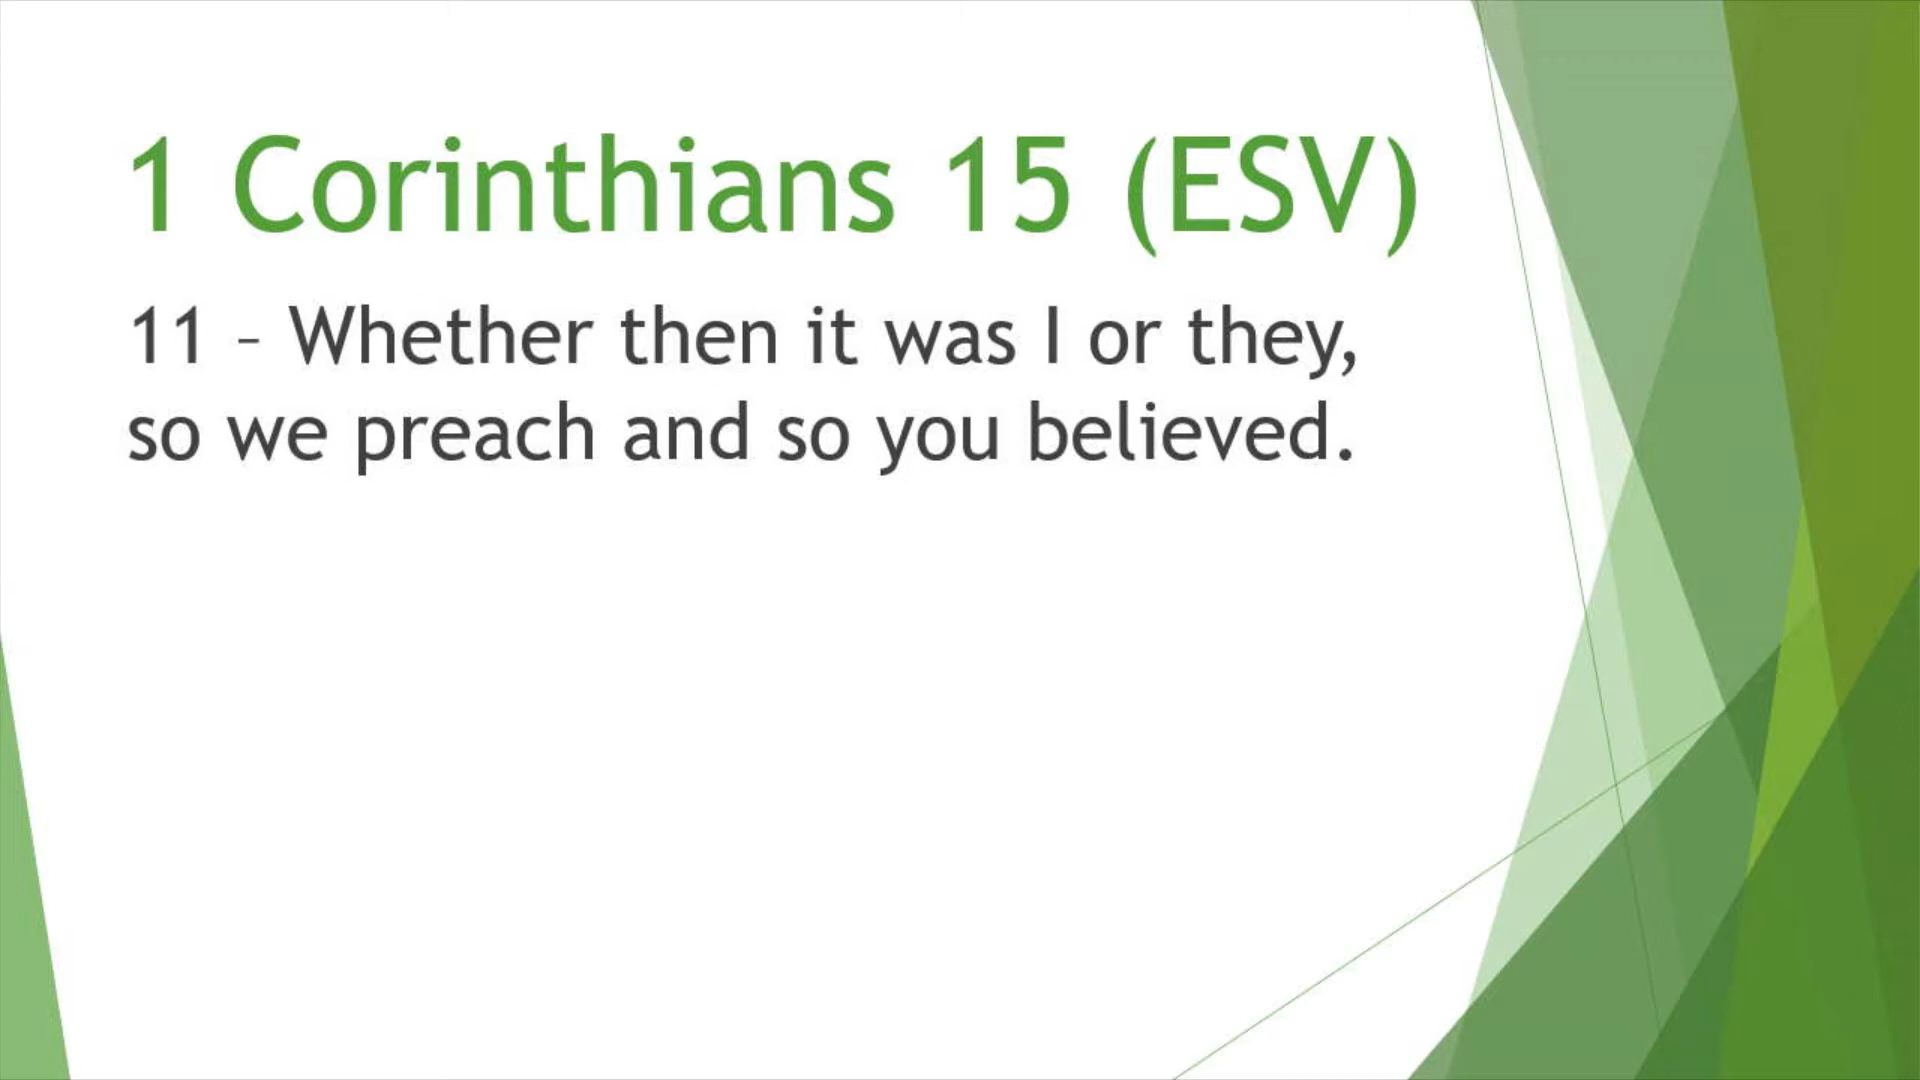 1 Corinthians 15 (ESV)
11 – Whether then it was I or they,
so we preach and so you believed.